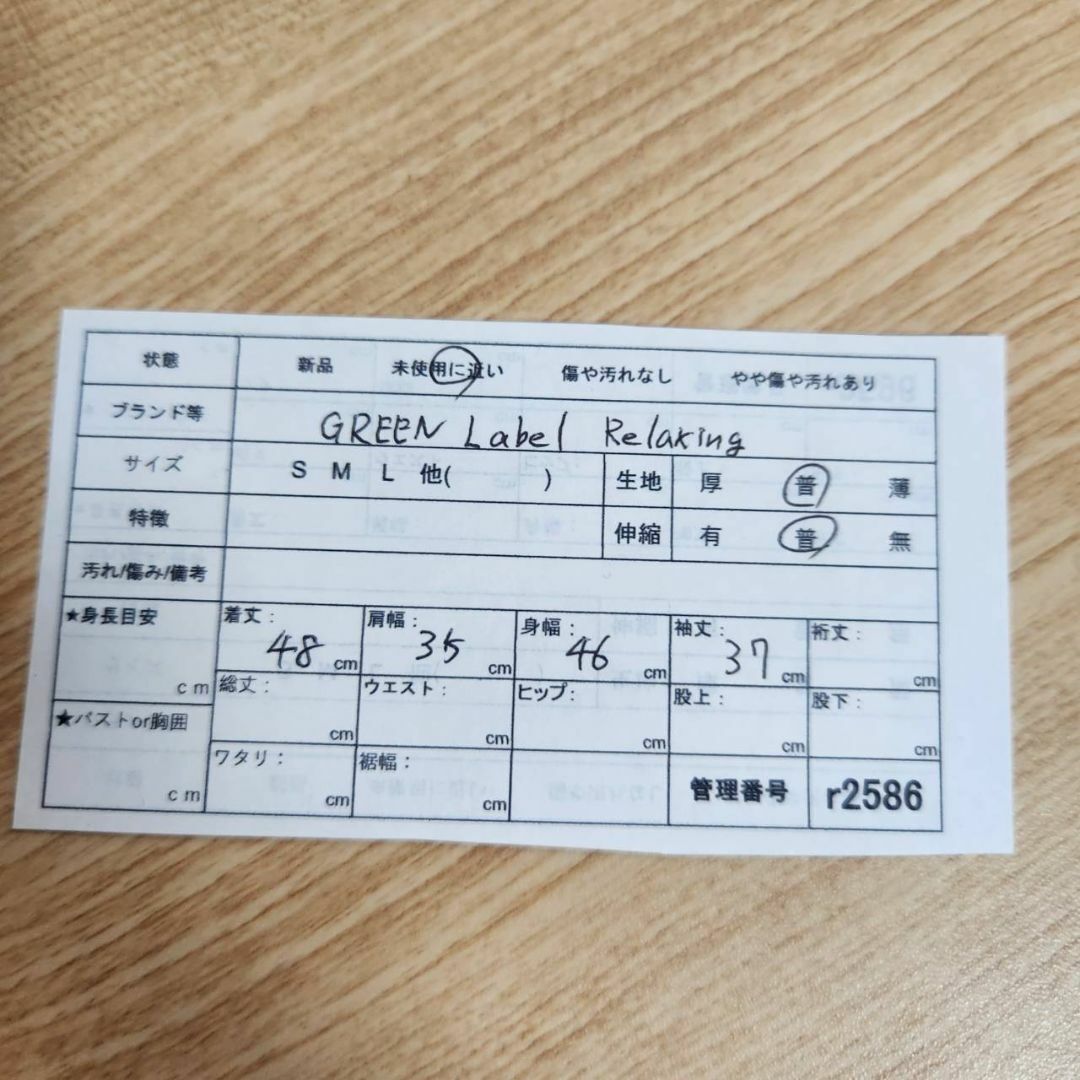 状態 新品 未使用に近い 傷や汚れなし やや傷や汚れあり
ブランド等 GREEN Label Relaxing
サイズ S M L 他( ) 生地 厚 普 薄
特徴 伸縮 有 普 無
汚れ/傷み/備考
★身長目安 cm 着丈: 48 cm 肩幅: 35 cm 身幅: 46 cm 袖丈: 37 cm 裄丈: cm
総丈: cm ウエスト: cm ヒップ: cm 股上: cm 股下: cm
★バストor胸囲 cm ワタリ: cm 裾幅: cm 管理番号 r2586